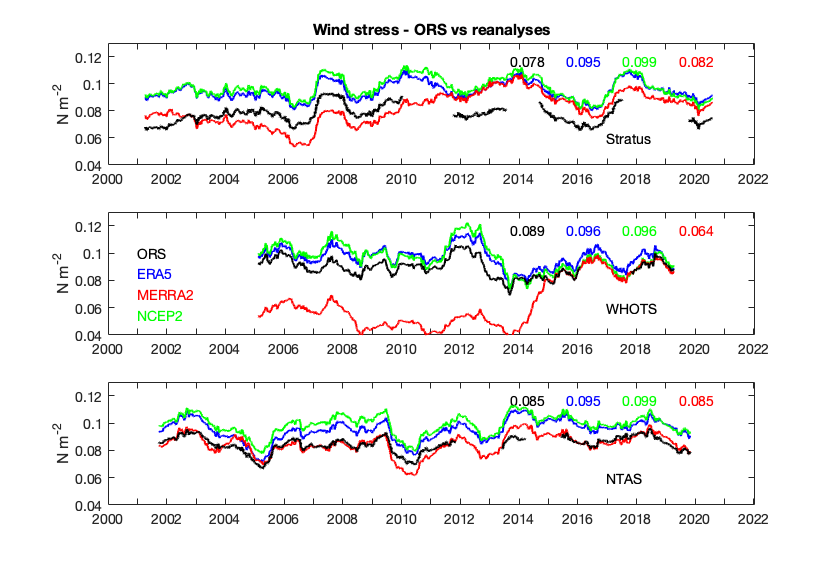 Wind stress - ORS vs reanalyses
0.12
0.1
0.08
0.06
0.04
N m−2
0.078 0.095 0.099 0.082
Stratus
2000 2002 2004 2006 2008 2010 2012 2014 2016 2018 2020 2022
0.12
0.1
0.08
0.06
0.04
N m−2
0.089 0.096 0.096 0.064
ORS
ERA5
MERRA2
NCEP2
WHOTS
2000 2002 2004 2006 2008 2010 2012 2014 2016 2018 2020 2022
0.12
0.1
0.08
0.06
0.04
N m−2
0.085 0.095 0.099 0.085
NTAS
2000 2002 2004 2006 2008 2010 2012 2014 2016 2018 2020 2022